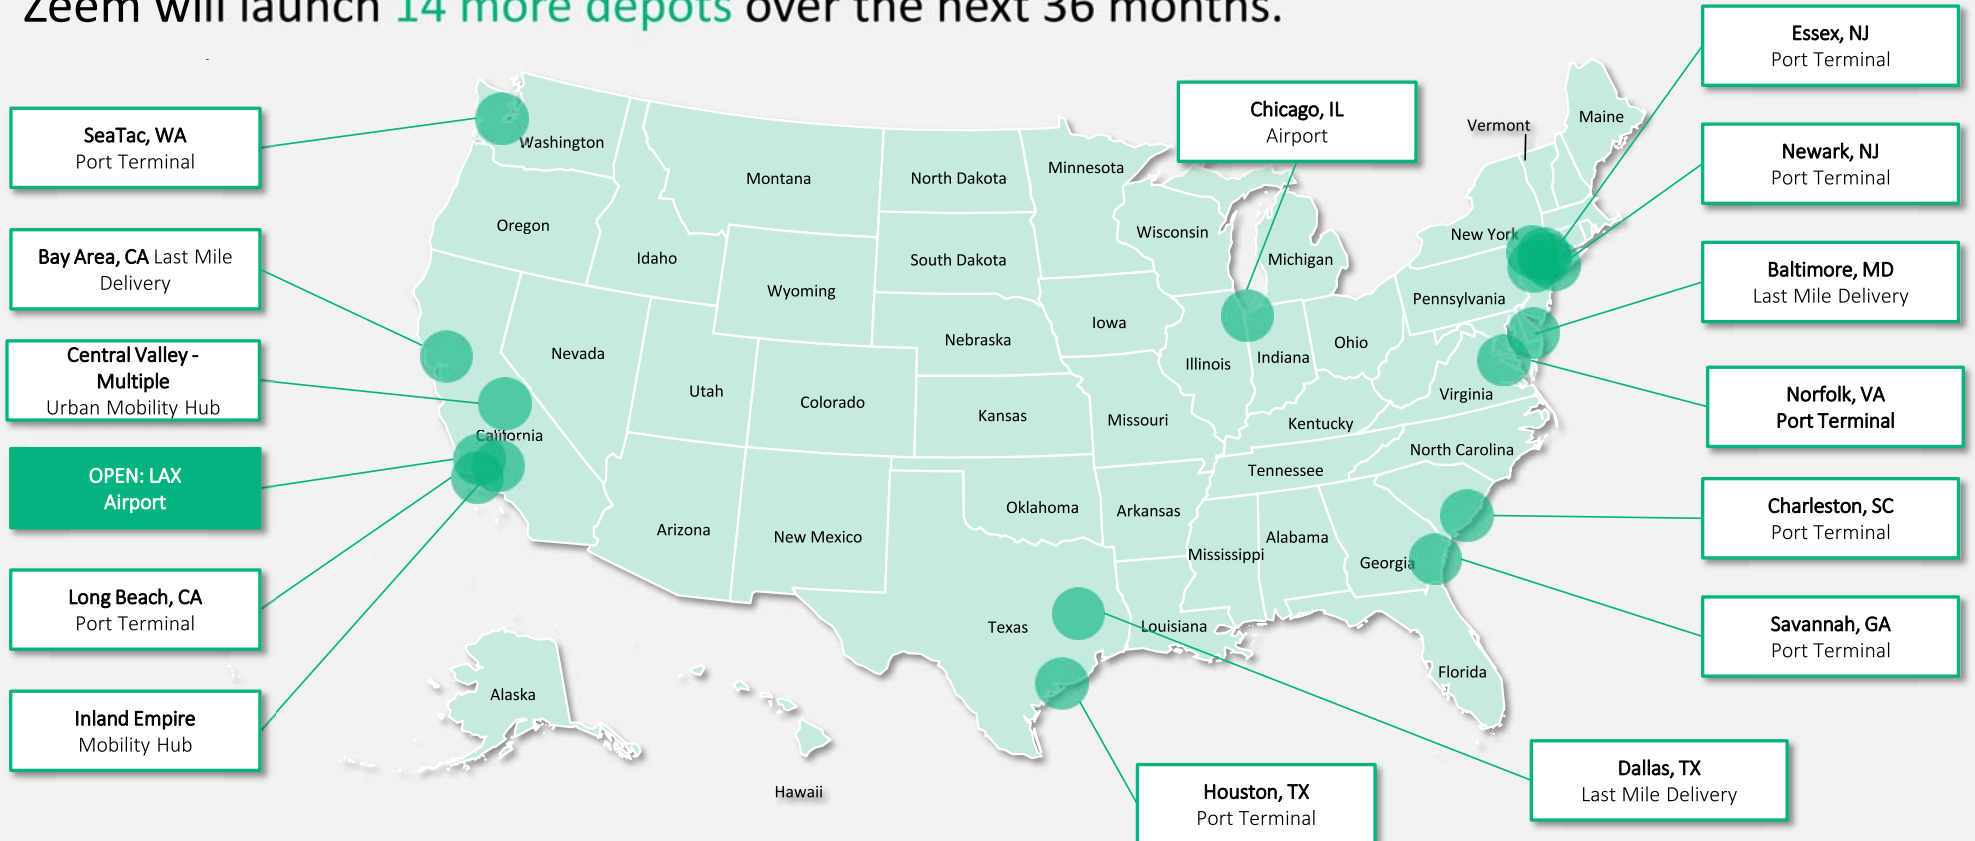 Zeem will launch 14 more depots over the next 36 months.
SeaTac, WA
Port Terminal
Bay Area, CA Last Mile
Delivery
Central Valley -
Multiple
Urban Mobility Hub
OPEN: LAX
Airport
Long Beach, CA
Port Terminal
Inland Empire
Mobility Hub
Chicago, IL
Airport
Essex, NJ
Port Terminal
Newark, NJ
Port Terminal
Baltimore, MD
Last Mile Delivery
Norfolk, VA
Port Terminal
Charleston, SC
Port Terminal
Savannah, GA
Port Terminal
Dallas, TX
Last Mile Delivery
Houston, TX
Port Terminal
Washington
Oregon
Idaho
Montana
North Dakota
South Dakota
Minnesota
Wisconsin
Michigan
Wyoming
Nebraska
Iowa
Illinois
Indiana
Ohio
Pennsylvania
New York
Vermont
Maine
Nevada
Utah
Colorado
Kansas
Missouri
Kentucky
Virginia
California
Arizona
New Mexico
Oklahoma
Arkansas
Tennessee
North Carolina
Mississippi
Alabama
Georgia
Texas
Louisiana
Florida
Alaska
Hawaii